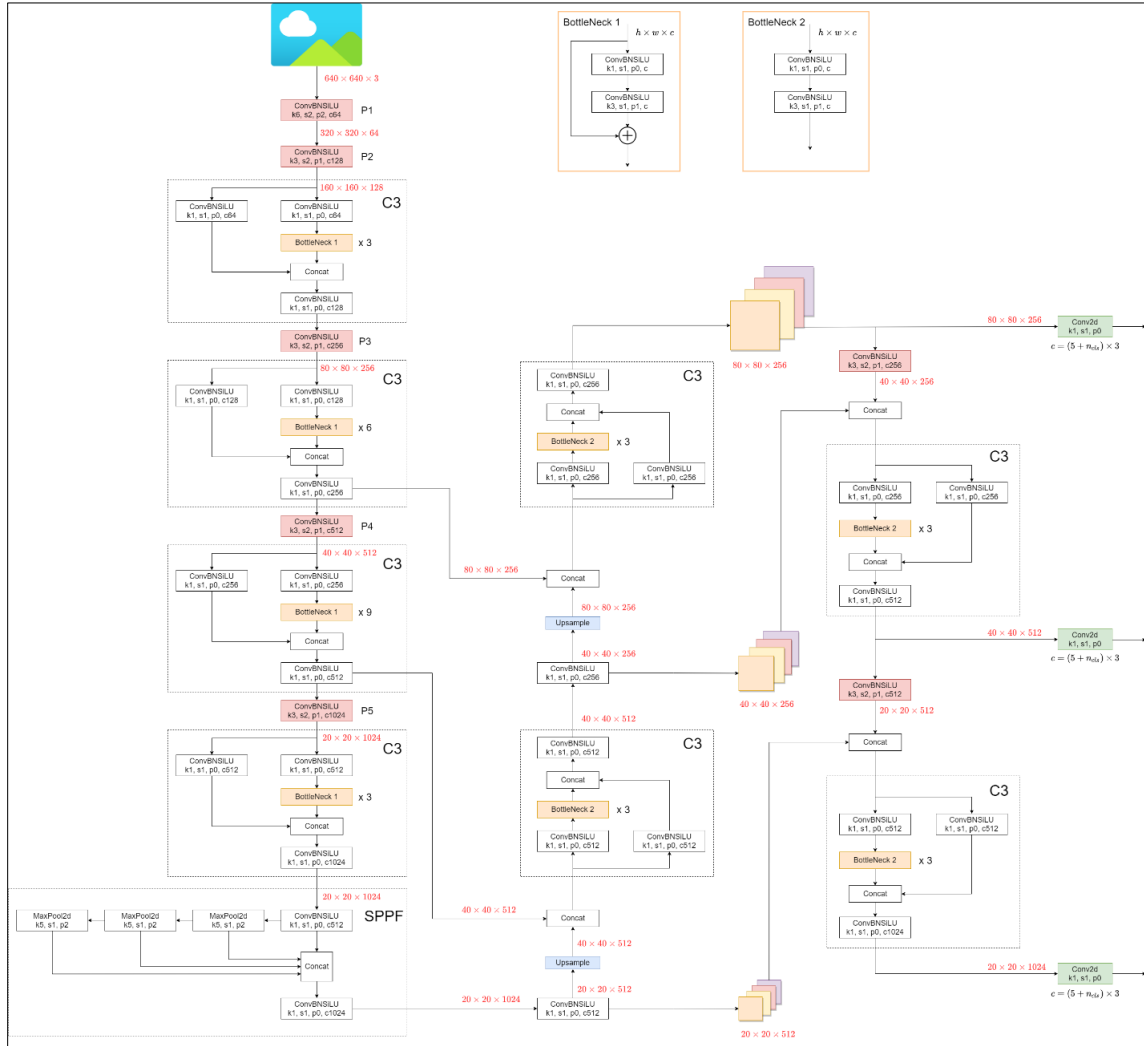 640 × 640 × 3
ConvBNSiLU
k6, s2, p2, c64
P1
320 × 320 × 64
ConvBNSiLU
k3, s2, p1, c128
P2
160 × 160 × 128
C3
ConvBNSiLU
k1, s1, p0, c64
ConvBNSiLU
k1, s1, p0, c64
BottleNeck 1
x 3
Concat
ConvBNSiLU
k1, s1, p0, c128
ConvBNSiLU
k3, s2, p1, c256
P3
80 × 80 × 256
C3
ConvBNSiLU
k1, s1, p0, c128
ConvBNSiLU
k1, s1, p0, c128
BottleNeck 1
x 6
Concat
ConvBNSiLU
k1, s1, p0, c256
ConvBNSiLU
k3, s2, p1, c512
P4
40 × 40 × 512
C3
ConvBNSiLU
k1, s1, p0, c256
ConvBNSiLU
k1, s1, p0, c256
BottleNeck 1
x 9
Concat
ConvBNSiLU
k1, s1, p0, c512
ConvBNSiLU
k3, s2, p1, c1024
P5
20 × 20 × 1024
C3
ConvBNSiLU
k1, s1, p0, c512
ConvBNSiLU
k1, s1, p0, c512
BottleNeck 1
x 3
Concat
ConvBNSiLU
k1, s1, p0, c1024
20 × 20 × 1024
SPPF
MaxPool2d
k5, s1, p2
MaxPool2d
k5, s1, p2
MaxPool2d
k5, s1, p2
ConvBNSiLU
k1, s1, p0, c512
Concat
ConvBNSiLU
k1, s1, p0, c1024
BottleNeck 1
h × w × c
ConvBNSiLU
k1, s1, p0, c
ConvBNSiLU
k3, s1, p1, c
BottleNeck 2
h × w × c
ConvBNSiLU
k1, s1, p0, c
ConvBNSiLU
k3, s1, p1, c
80 × 80 × 256
C3
ConvBNSiLU
k1, s1, p0, c256
Concat
BottleNeck 2
x 3
ConvBNSiLU
k1, s1, p0, c256
ConvBNSiLU
k1, s1, p0, c256
80 × 80 × 256
Concat
80 × 80 × 256
Upsample
40 × 40 × 256
ConvBNSiLU
k1, s1, p0, c256
40 × 40 × 256
40 × 40 × 512
C3
ConvBNSiLU
k1, s1, p0, c512
Concat
BottleNeck 2
x 3
ConvBNSiLU
k1, s1, p0, c512
ConvBNSiLU
k1, s1, p0, c512
40 × 40 × 512
Concat
40 × 40 × 512
Upsample
20 × 20 × 512
20 × 20 × 1024
ConvBNSiLU
k1, s1, p0, c512
20 × 20 × 512
80 × 80 × 256
Conv2d
k1, s1, p0
c = (5 + n_cls) × 3
ConvBNSiLU
k3, s2, p1, c256
40 × 40 × 256
Concat
C3
ConvBNSiLU
k1, s1, p0, c256
ConvBNSiLU
k1, s1, p0, c256
BottleNeck 2
x 3
Concat
ConvBNSiLU
k1, s1, p0, c512
40 × 40 × 512
Conv2d
k1, s1, p0
c = (5 + n_cls) × 3
ConvBNSiLU
k3, s2, p1, c512
20 × 20 × 512
Concat
C3
ConvBNSiLU
k1, s1, p0, c512
ConvBNSiLU
k1, s1, p0, c512
BottleNeck 2
x 3
Concat
ConvBNSiLU
k1, s1, p0, c1024
20 × 20 × 1024
Conv2d
k1, s1, p0
c = (5 + n_cls) × 3